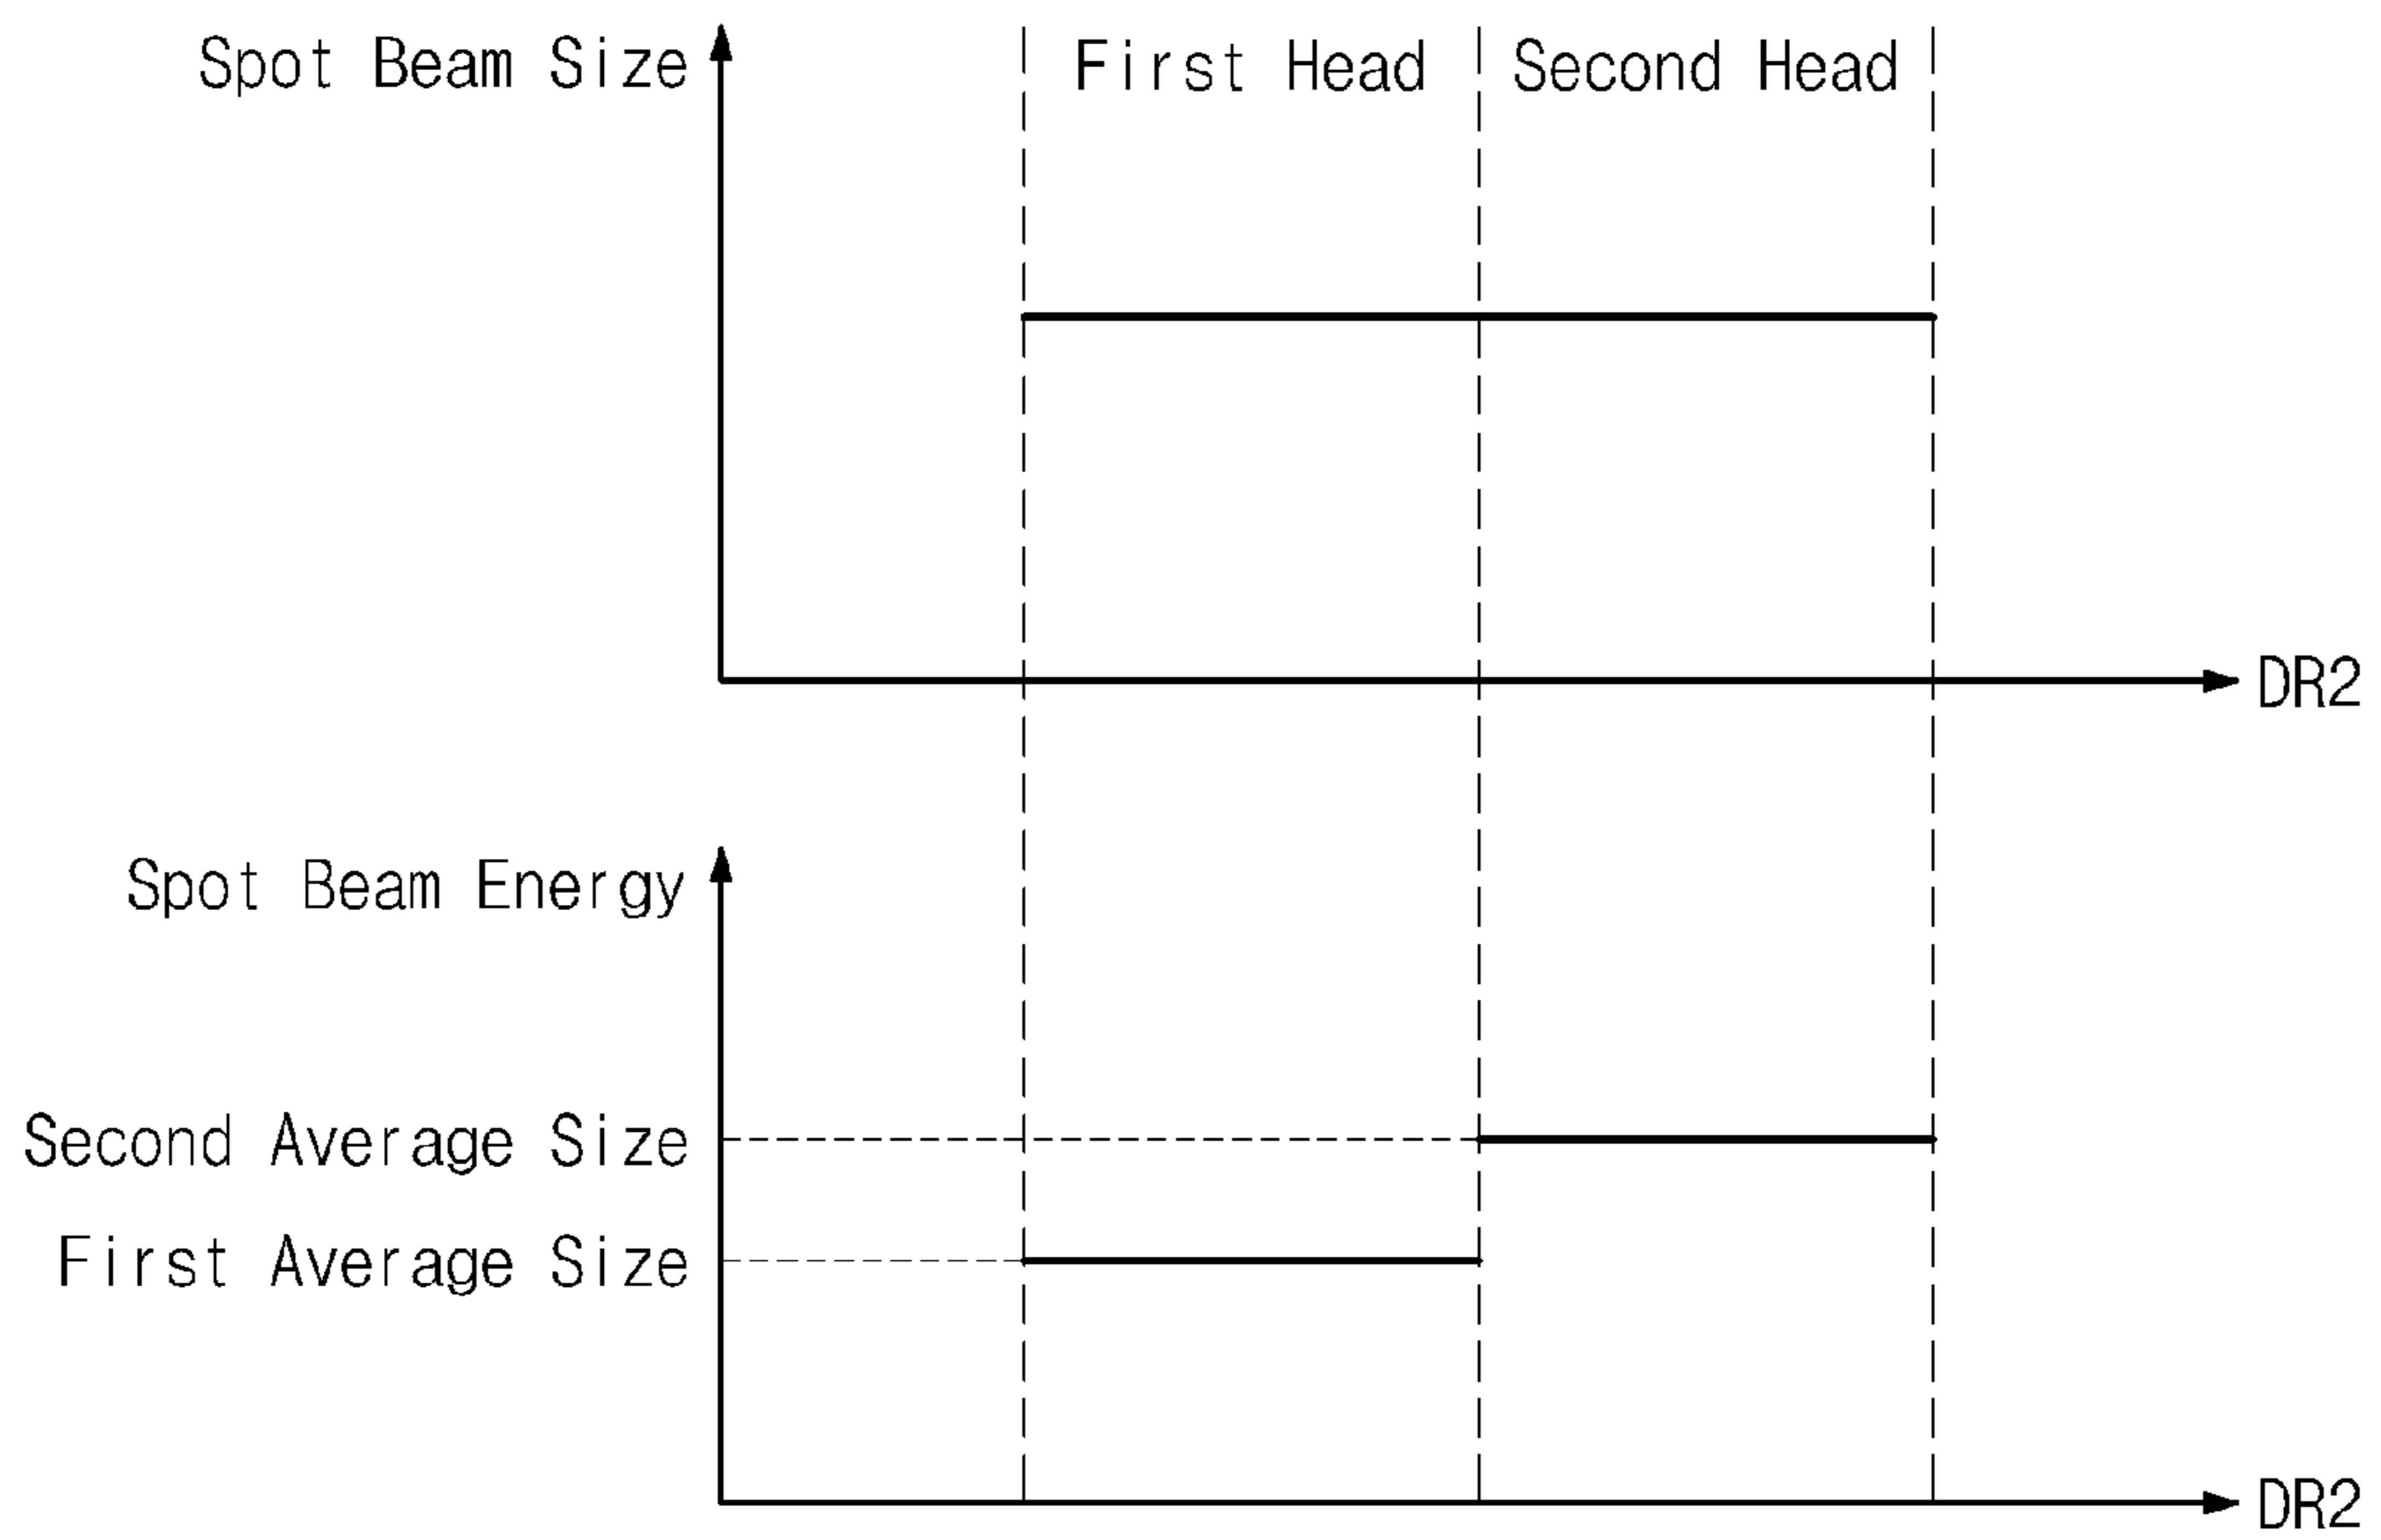 Spot Beam Size
First Head
Second Head
DR2
Spot Beam Energy
Second Average Size
First Average Size
DR2